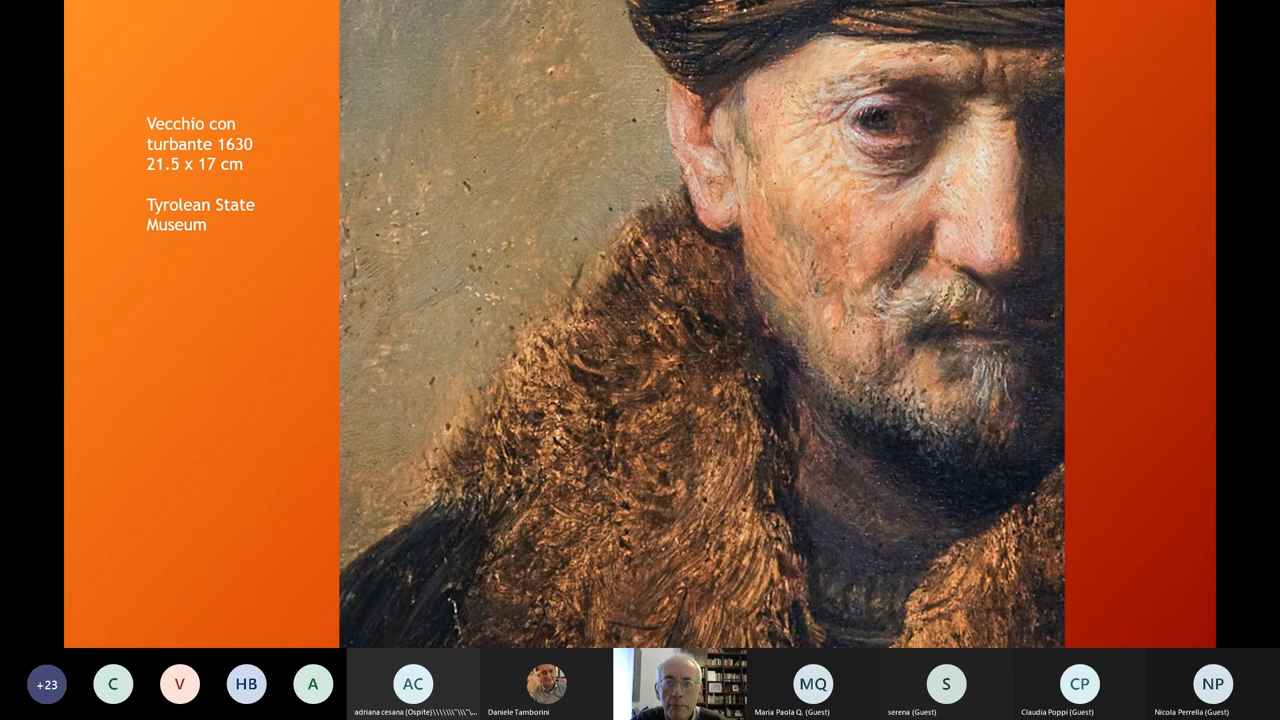 Vecchio con
turbante 1630
21.5 x 17 cm
Tyrolean State
Museum
+23
C
V
HB
A
AC
MQ
S
CP
NP
adriana cesana (Ospite)\\\\\\\"\\\"\...
Daniele Tamborini
Maria Paola Q. (Guest)
serena (Guest)
Claudia Poppi (Guest)
Nicola Perrella (Guest)